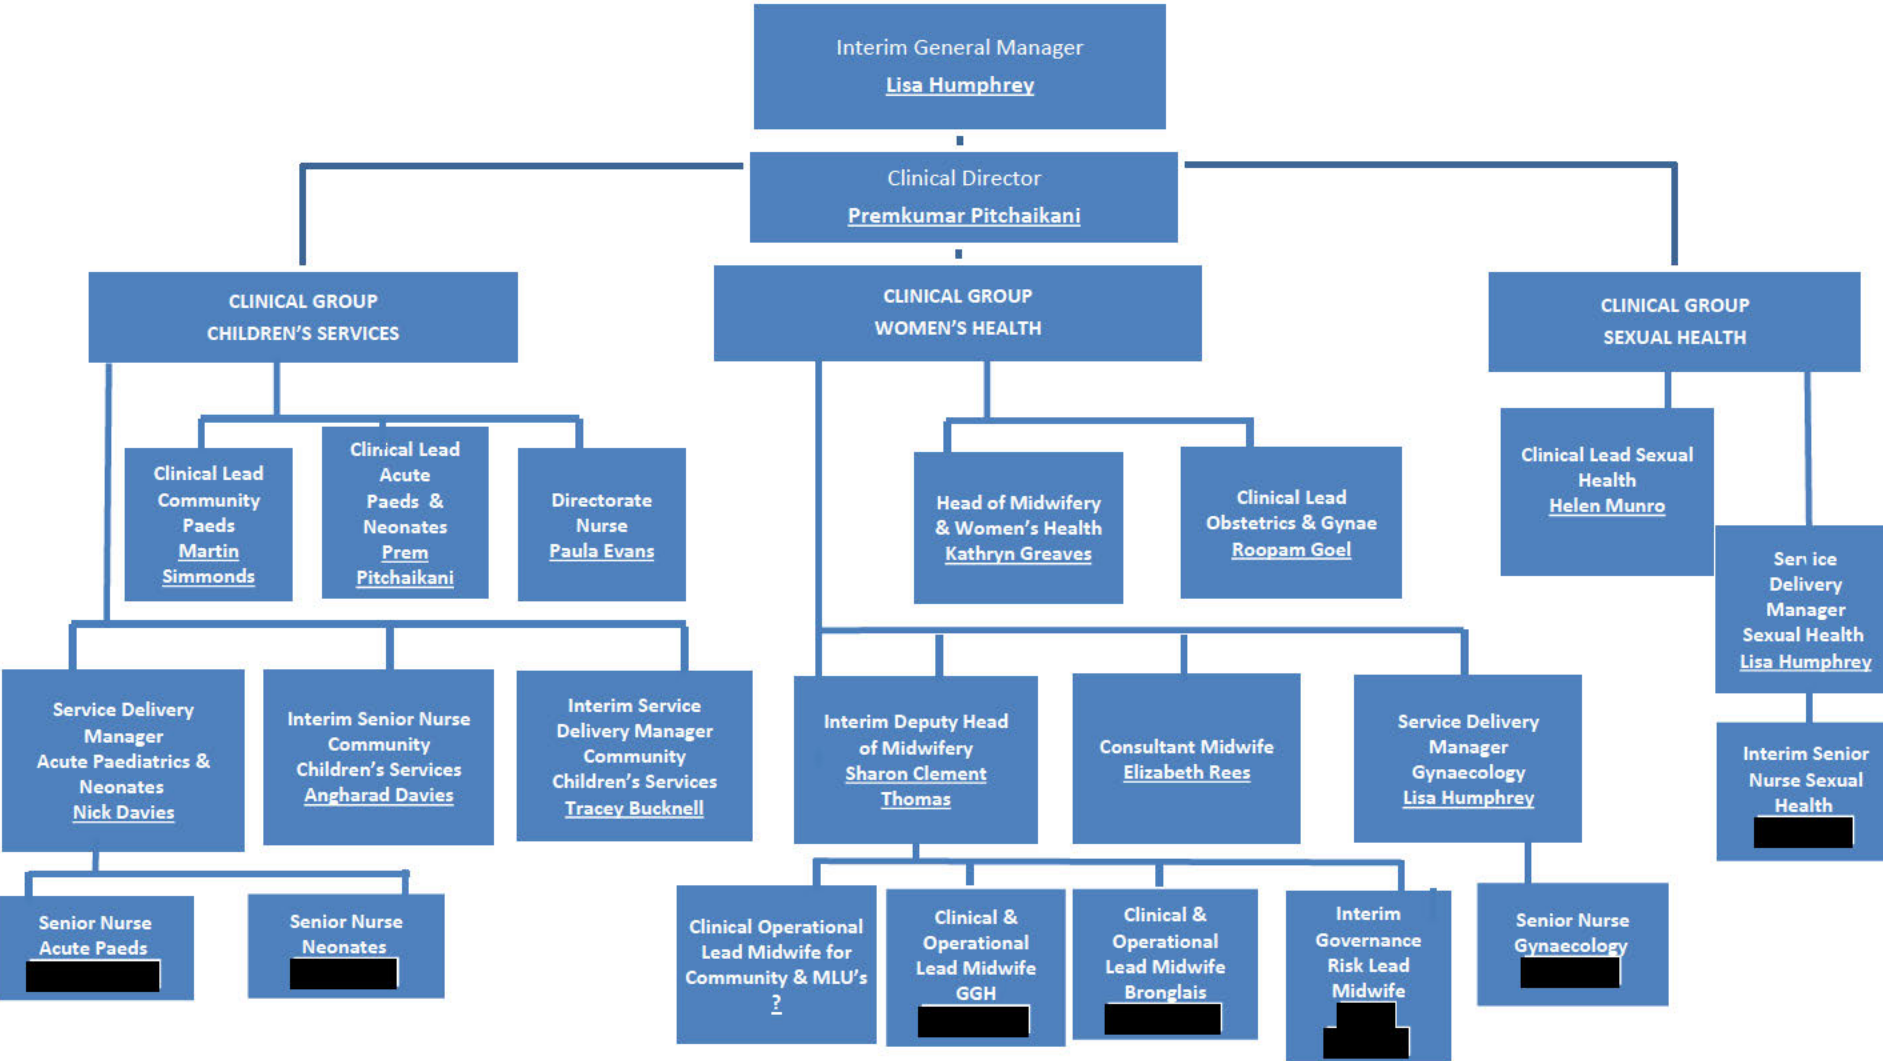 Interim General Manager
Lisa Humphrey
Clinical Director
Premkumar Pitchaikani
CLINICAL GROUP
CHILDREN’S SERVICES
CLINICAL GROUP
WOMEN’S HEALTH
CLINICAL GROUP
SEXUAL HEALTH
Clinical Lead
Community
Paeds
Martin
Simmonds
Clinical Lead
Acute
Paeds & 
Neonates
Prem
Pitchaikani
Directorate
Nurse
Paula Evans
Head of Midwifery
& Women’s Health
Kathryn Greaves
Clinical Lead
Obstetrics & Gynae
Roopam Goel
Clinical Lead Sexual
Health
Helen Munro
Service
Delivery
Manager
Sexual Health
Lisa Humphrey
Service Delivery
Manager
Acute Paediatrics &
Neonates
Nick Davies
Interim Senior Nurse
Community
Children’s Services
Angharad Davies
Interim Service
Delivery Manager
Community
Children’s Services
Tracey Bucknell
Interim Deputy Head
of Midwifery
Sharon Clement
Thomas
Consultant Midwife
Elizabeth Rees
Service Delivery
Manager
Gynaecology
Lisa Humphrey
Interim Senior
Nurse Sexual
Health
Senior Nurse
Acute Paeds
Senior Nurse
Neonates
Clinical Operational
Lead Midwife for
Community & MLU’s
?
Clinical &
Operational
Lead Midwife
GGH
Clinical &
Operational
Lead Midwife
Bronglais
Interim
Governance
Risk Lead
Midwife
Senior Nurse
Gynaecology